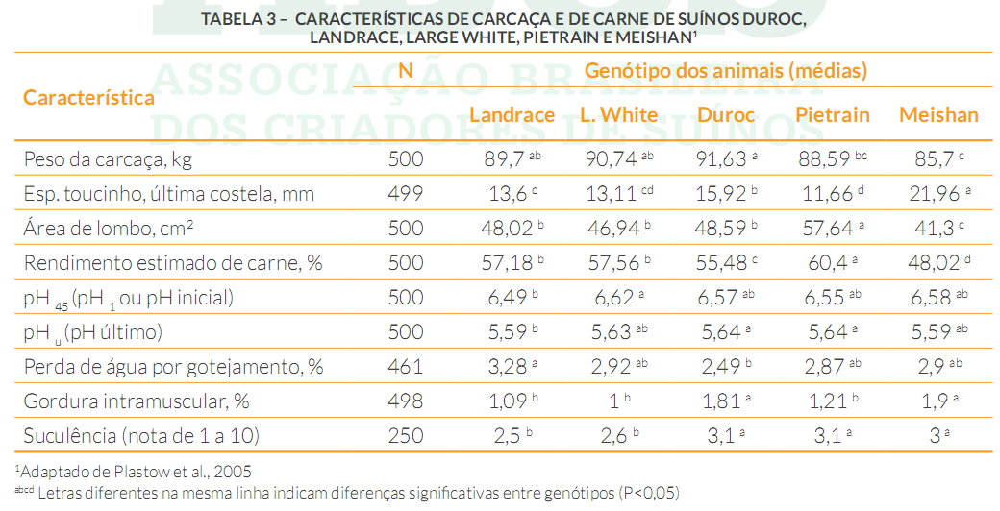 TABELA 3 – CARACTERÍSTICAS DE CARCAÇA E DE CARNE DE SUÍNOS DUROC,
LANDRACE, LARGE WHITE, PIETRAIN E MEISHAN¹
ASSOCIAÇÃO BRASILEIRA
DOS CRIADORES DE SUÍNOS
Característica N Genótipo dos animais (médias)
Landrace L. White Duroc Pietrain Meishan
Peso da carcaça, kg 500 89,7 ab 90,74 ab 91,63 a 88,59 bc 85,7 c
Esp. toucinho, última costela, mm 499 13,6 c 13,11 cd 15,92 b 11,66 d 21,96 a
Área de lombo, cm² 500 48,02 b 46,94 b 48,59 b 57,64 a 41,3 c
Rendimento estimado de carne, % 500 57,18 b 57,56 b 55,48 c 60,4 a 48,02 d
pH 45 (pH 1 ou pH inicial) 500 6,49 b 6,62 a 6,57 ab 6,55 ab 6,58 ab
pH u (pH último) 500 5,59 b 5,63 ab 5,64 a 5,64 a 5,59 ab
Perda de água por gotejamento, % 461 3,28 a 2,92 ab 2,49 b 2,87 ab 2,9 ab
Gordura intramuscular, % 498 1,09 b 1 b 1,81 a 1,21 b 1,9 a
Suculência (nota de 1 a 10) 250 2,5 b 2,6 b 3,1 a 3,1 a 3 a
¹Adaptado de Plastow et al., 2005
abcd Letras diferentes na mesma linha indicam diferenças significativas entre genótipos (P<0,05)